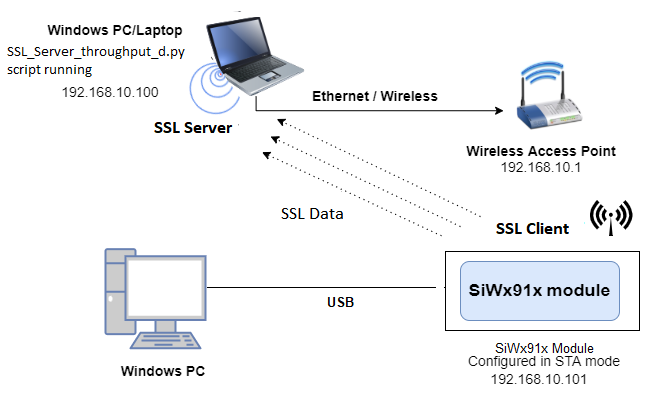 Windows PC/Laptop
SSL_Server_throughput_d.py
script running
192.168.10.100
SSL Server
Ethernet / Wireless
Wireless Access Point
192.168.10.1
SSL Data
SSL Client
SiWx91x module
USB
Windows PC
SiWx91x Module
Configured in STA mode
192.168.10.101